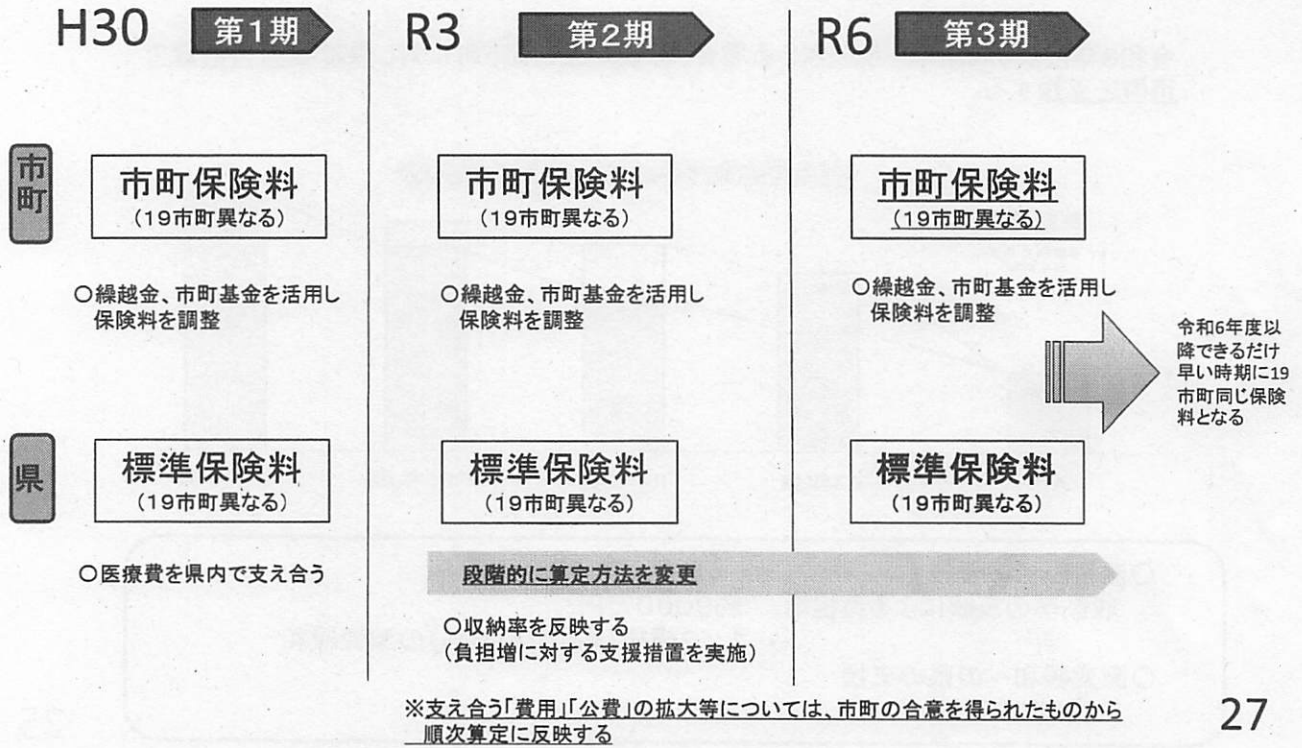 H30 第1期
R3 第2期
R6 第3期
市町
市町保険料
(19市町異なる)
○繰越金、市町基金を活用し
保険料を調整
市町保険料
(19市町異なる)
○繰越金、市町基金を活用し
保険料を調整
市町保険料
(19市町異なる)
○繰越金、市町基金を活用し
保険料を調整
令和6年度以
降できるだけ
早い時期に19
市町同じ保険
料となる
県
標準保険料
(19市町異なる)
○医療費を県内で支え合う
標準保険料
(19市町異なる)
標準保険料
(19市町異なる)
段階的に算定方法を変更
○収納率を反映する
(負担増に対する支援措置を実施)
※支え合う「費用」「公費」の拡大等については、市町の合意を得られたものから
順次算定に反映する
27